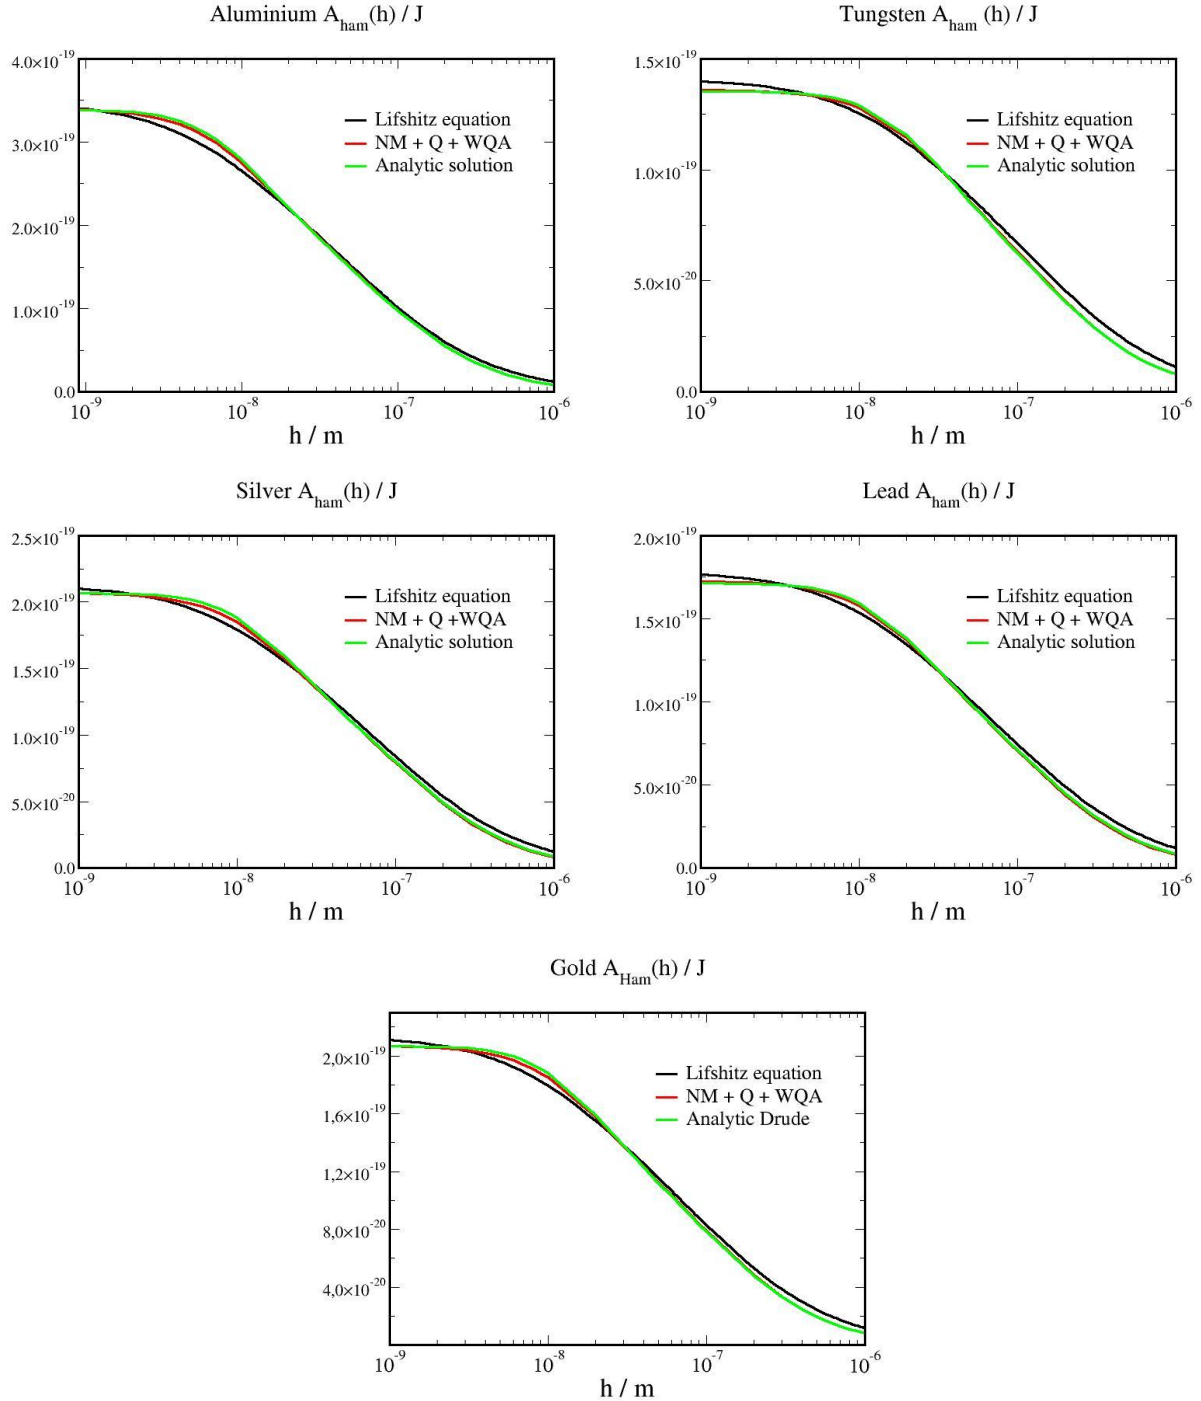 Aluminium A_ham(h) / J
4.0×10^-19
3.0×10^-19
2.0×10^-19
1.0×10^-19
0.0
Lifshitz equation
NM + Q + WQA
Analytic solution
10^-9 10^-8 10^-7 10^-6
h / m
Tungsten A_ham (h) / J
1.5×10^-19
1.0×10^-19
5.0×10^-20
0.0
Lifshitz equation
NM + Q + WQA
Analytic solution
10^-9 10^-8 10^-7 10^-6
h / m
Silver A_ham(h) / J
2.5×10^-19
2.0×10^-19
1.5×10^-19
1.0×10^-19
5.0×10^-20
0.0
Lifshitz equation
NM + Q +WQA
Analytic solution
10^-9 10^-8 10^-7 10^-6
h / m
Lead A_ham(h) / J
2.0×10^-19
1.5×10^-19
1.0×10^-19
5.0×10^-20
0.0
Lifshitz equation
NM + Q + WQA
Analytic solution
10^-9 10^-8 10^-7 10^-6
h / m
Gold A_Ham(h) / J
2,0×10^-19
1,6×10^-19
1,2×10^-19
8,0×10^-20
4,0×10^-20
Lifshitz equation
NM + Q + WQA
Analytic Drude
10^-9 10^-8 10^-7 10^-6
h / m